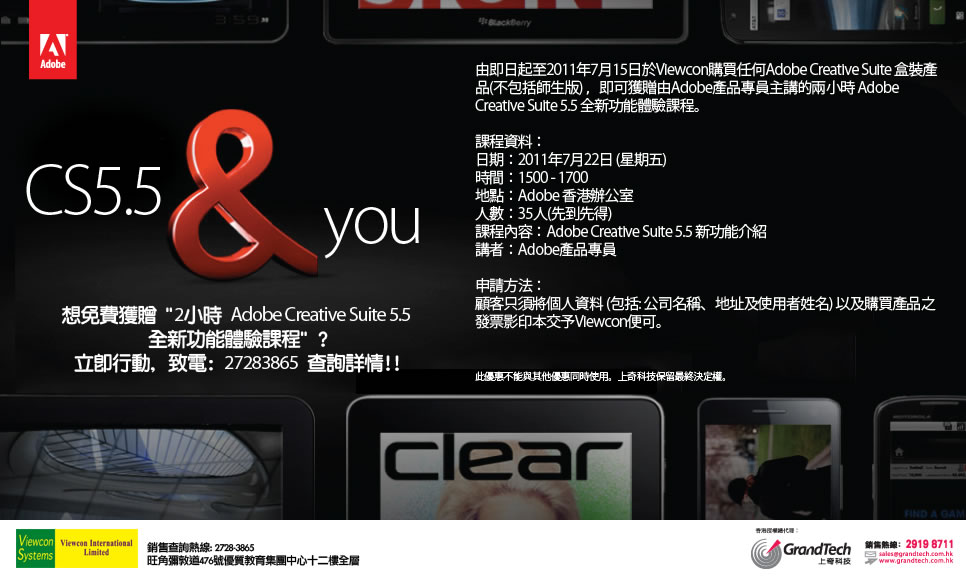 3:59
BlackBerry
Adobe
CS5.5 & you
想免費獲贈 "2小時 Adobe Creative Suite 5.5
全新功能體驗課程" ?
立即行動, 致電: 27283865 查詢詳情!!
由即日起至2011年7月15日於Viewcon購買任何Adobe Creative Suite 盒裝產
品(不包括師生版) ，即可獲贈由Adobe產品專員主講的兩小時 Adobe
Creative Suite 5.5 全新功能體驗課程。
課程資料：
日期：2011年7月22日 (星期五)
時間：1500 - 1700
地點：Adobe 香港辦公室
人數：35人(先到先得)
課程內容：Adobe Creative Suite 5.5 新功能介紹
講者：Adobe產品專員
申請方法：
顧客只須將個人資料 (包括: 公司名稱、地址及使用者姓名) 以及購買產品之
發票影印本交予Viewcon便可。
此優惠不能與其他優惠同時使用。上奇科技保留最終決定權。
clear
MOTOROLA
FIND A GAM
Viewcon
Systems
Viewcon International
Limited
銷售查詢熱線: 2728-3865
旺角彌敦道476號優質教育集團中心十二樓全層
香港授權總代理：
GrandTech
上奇科技
銷售熱線: 2919 8711
sales@grandtech.com.hk
www.grandtech.com.hk